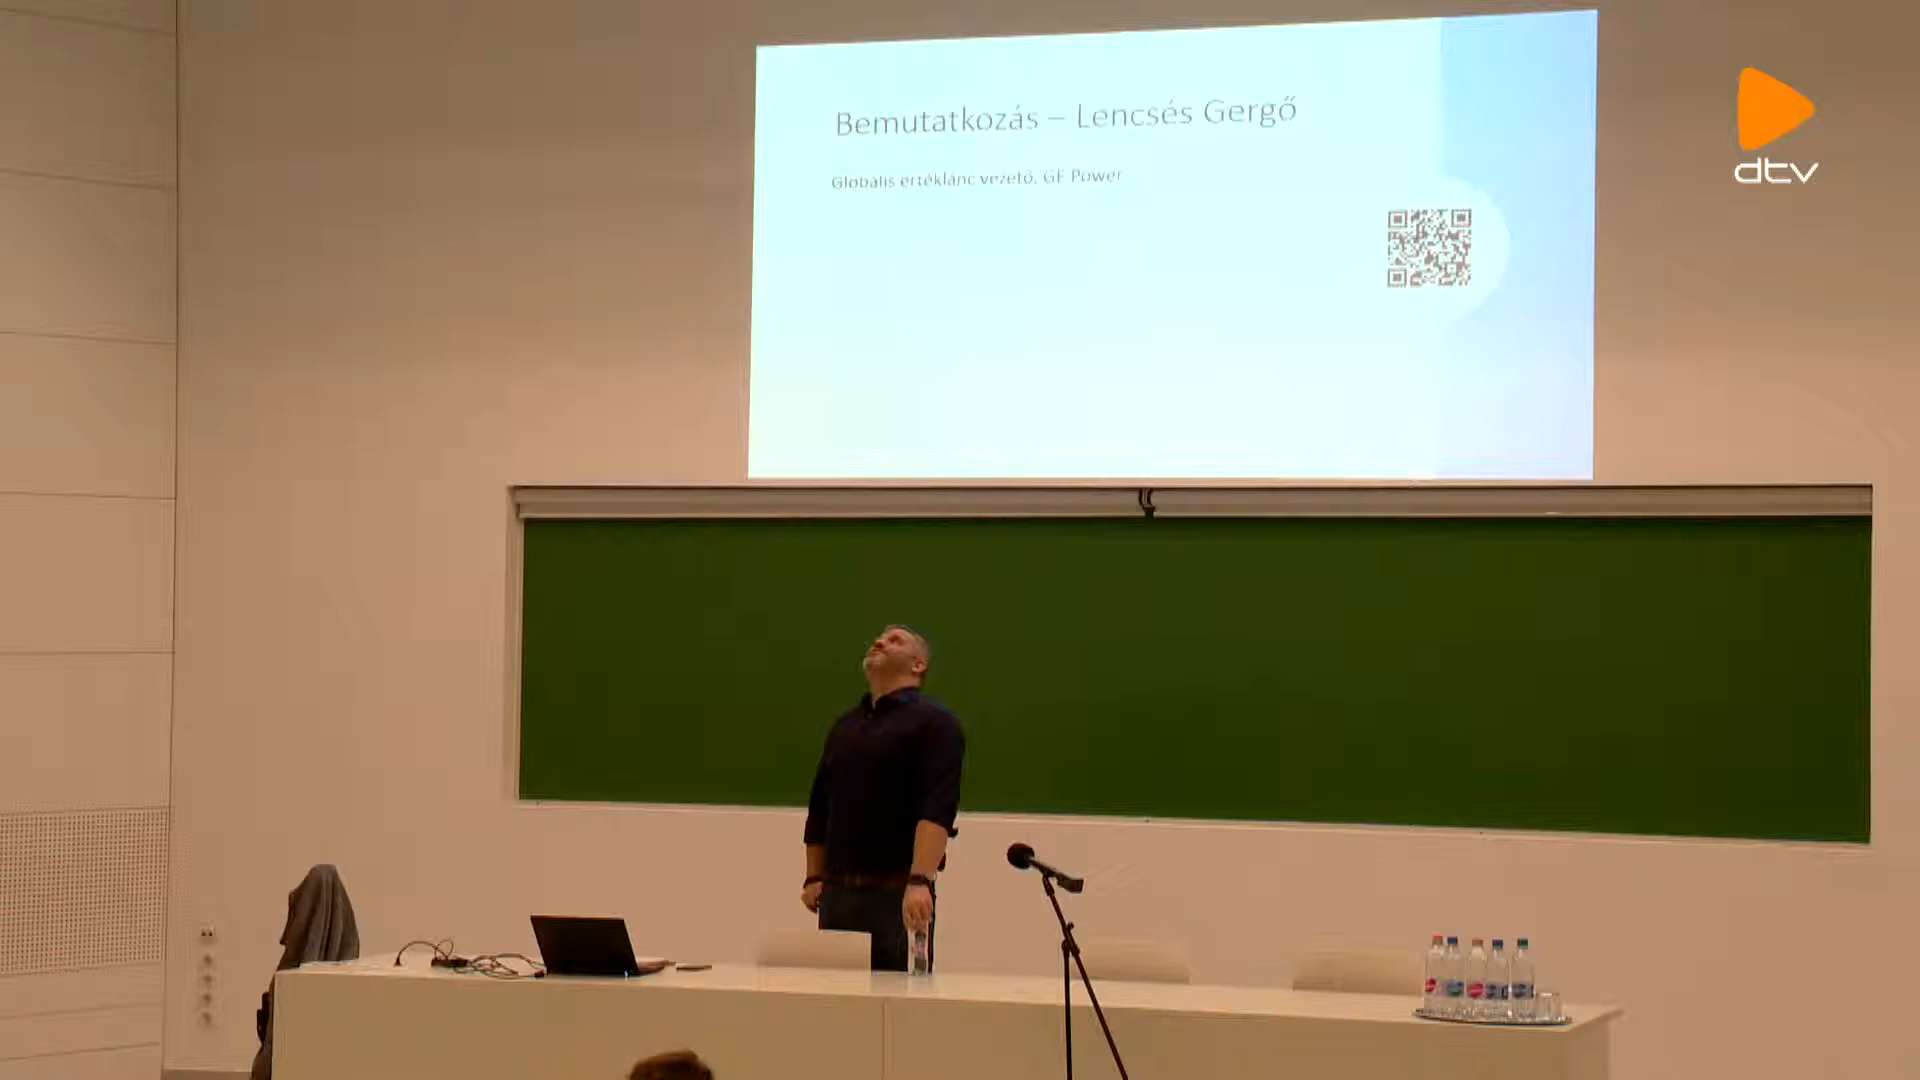 Bemutatkozás – Lencsés Gergő
Globális értéklánc vezető, GE Power
dtv